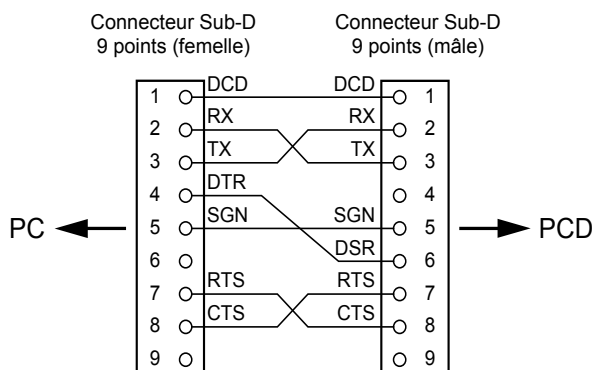 Connecteur Sub-D Connecteur Sub-D
9 points (femelle) 9 points (mâle)
1 DCD DCD 1
2 RX RX 2
3 TX TX 3
4 DTR 4
PC 5 SGN SGN 5 PCD
6 DSR 6
7 RTS RTS 7
8 CTS CTS 8
9 9